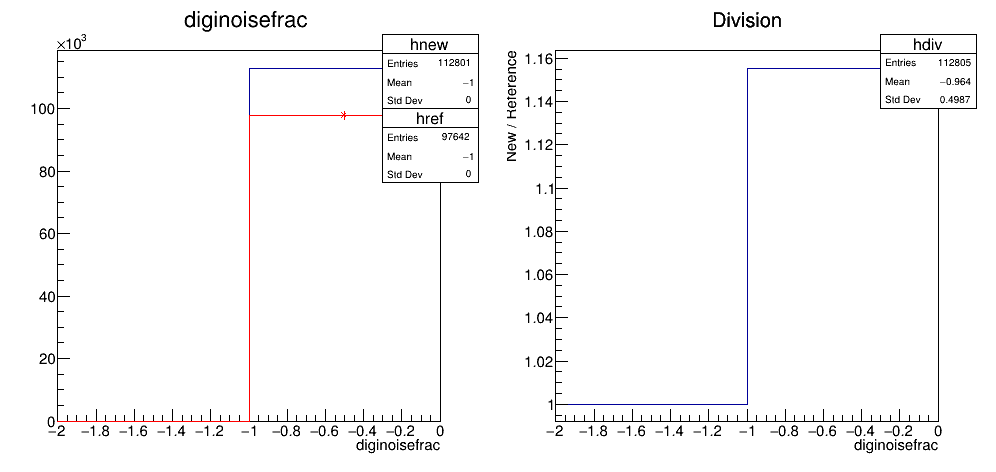 diginoisefrac
×10³
hnew
Entries 112801
Mean −1
Std Dev 0
href
Entries 97642
Mean −1
Std Dev 0
100
80
60
40
20
0
−2 −1.8 −1.6 −1.4 −1.2 −1 −0.8 −0.6 −0.4 −0.2 0
diginoisefrac
Division
New / Reference
hdiv
Entries 112805
Mean −0.964
Std Dev 0.4987
1.16
1.14
1.12
1.1
1.08
1.06
1.04
1.02
1
−2 −1.8 −1.6 −1.4 −1.2 −1 −0.8 −0.6 −0.4 −0.2 0
diginoisefrac